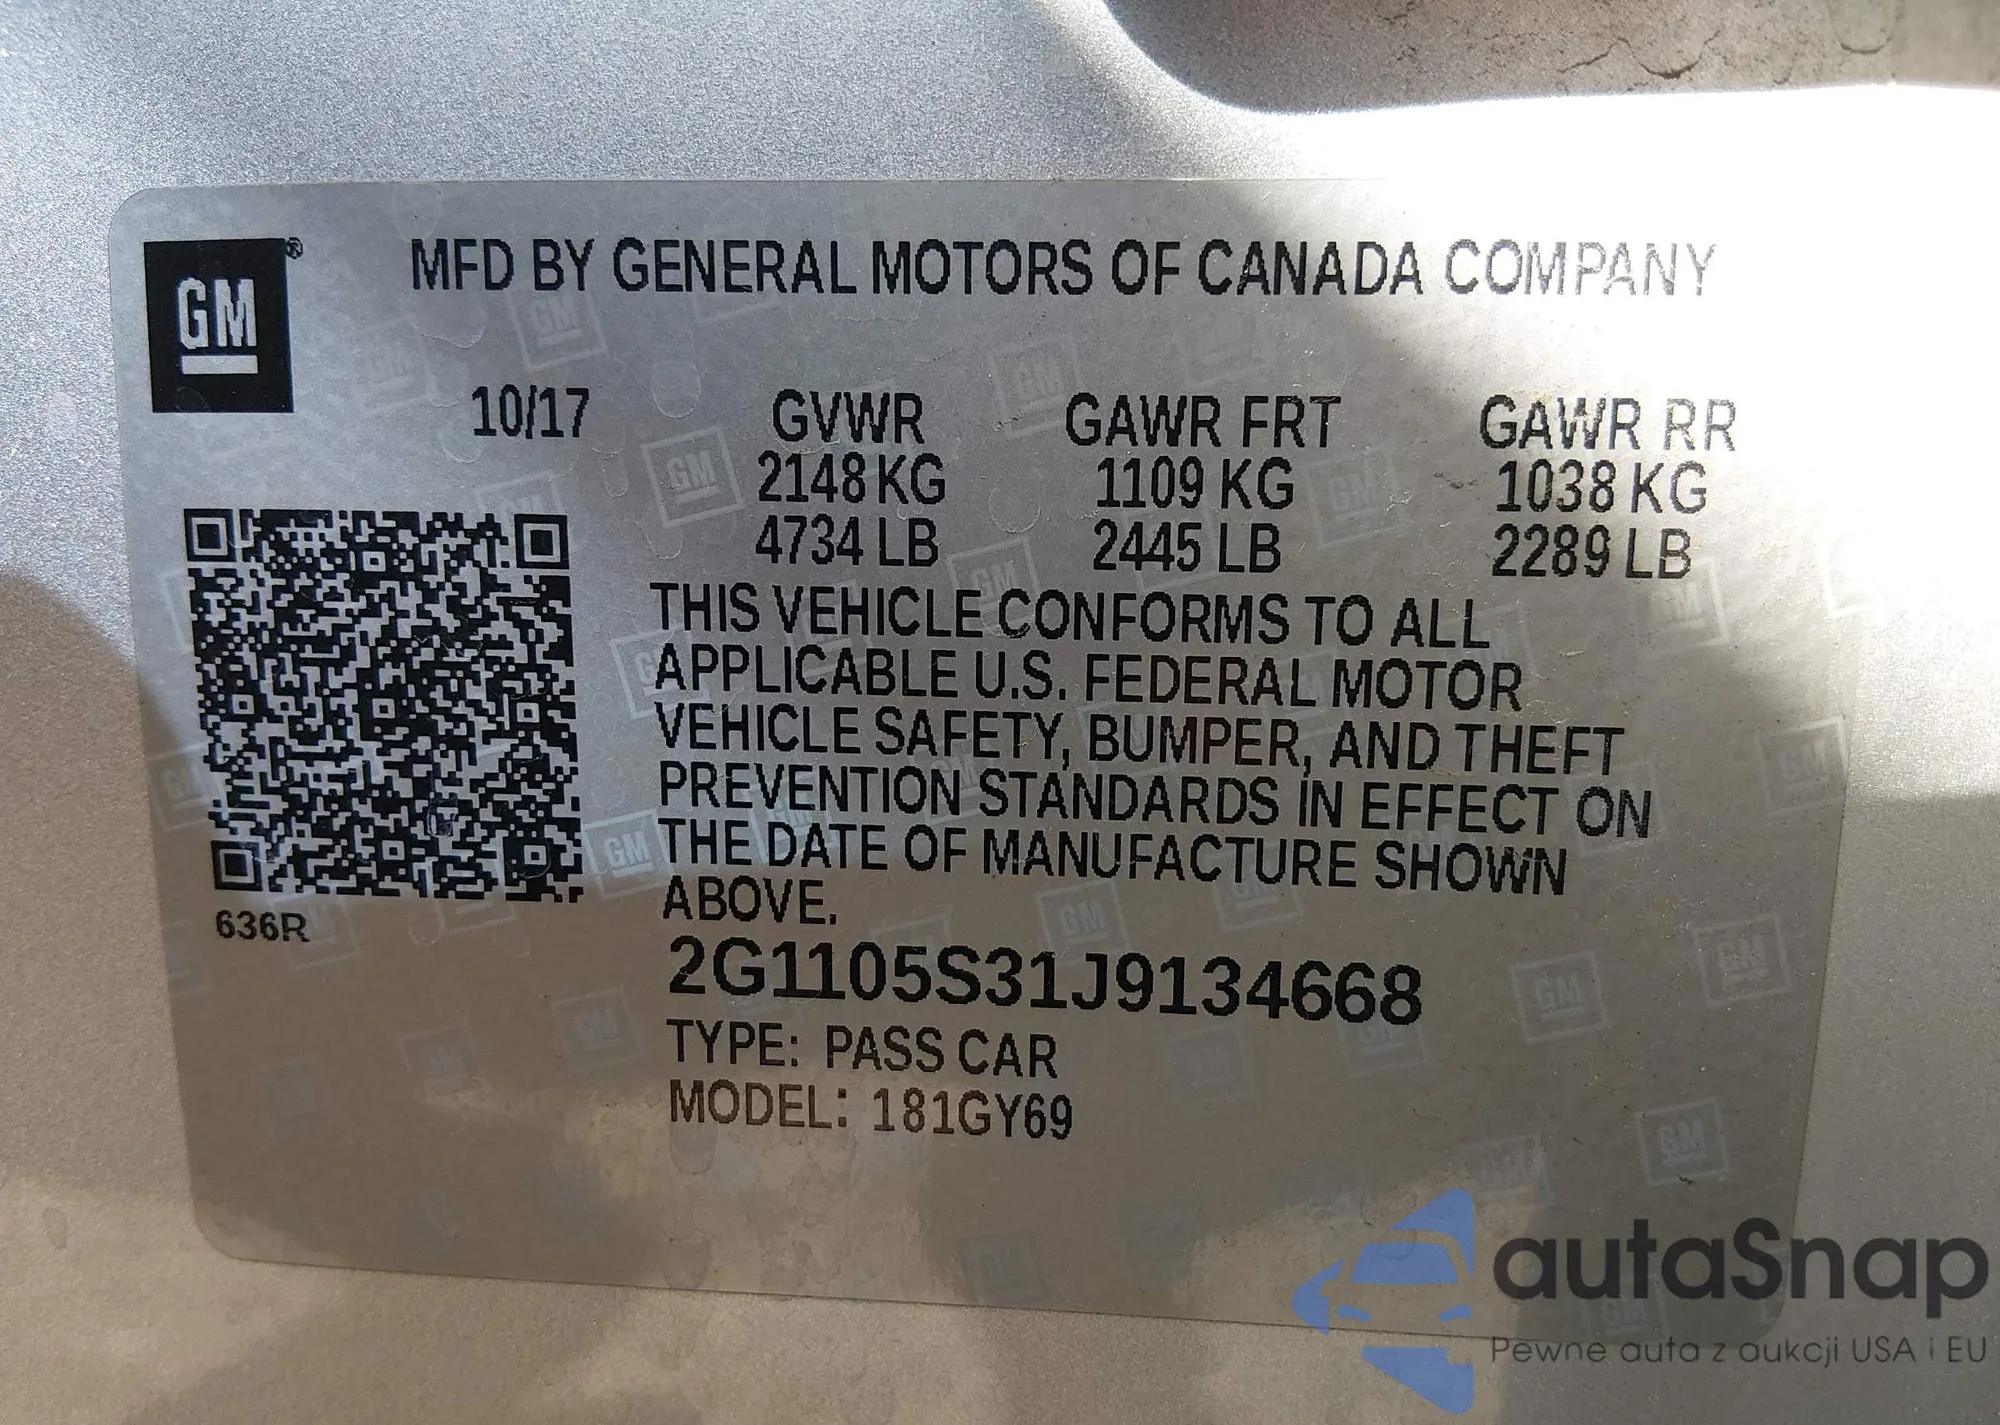 GM®
MFD BY GENERAL MOTORS OF CANADA COMPANY
10/17 GVWR GAWR FRT GAWR RR
2148 KG 1109 KG 1038 KG
4734 LB 2445 LB 2289 LB
THIS VEHICLE CONFORMS TO ALL
APPLICABLE U.S. FEDERAL MOTOR
VEHICLE SAFETY, BUMPER, AND THEFT
PREVENTION STANDARDS IN EFFECT ON
THE DATE OF MANUFACTURE SHOWN
ABOVE.
636R
2G1105S31J9134668
TYPE: PASS CAR
MODEL: 181GY69
autaSnap
Pewne auta z aukcji USA i EU